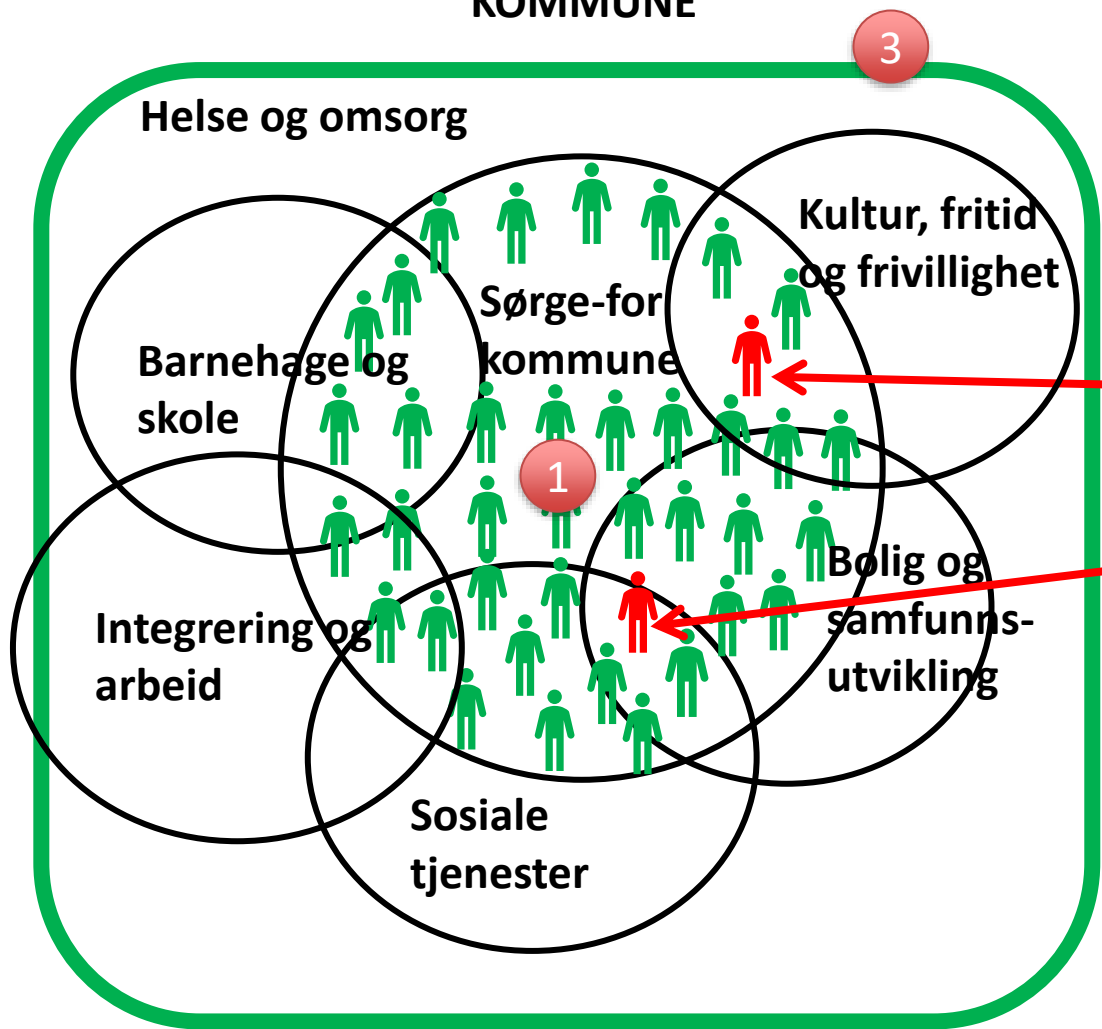 KOMMUNE
3
Helse og omsorg
Kultur, fritid
og frivillighet
Sørge-for
kommune
Barnehage og
skole
1
Bolig og
samfunns-
utvikling
Integrering og
arbeid
Sosiale
tjenester